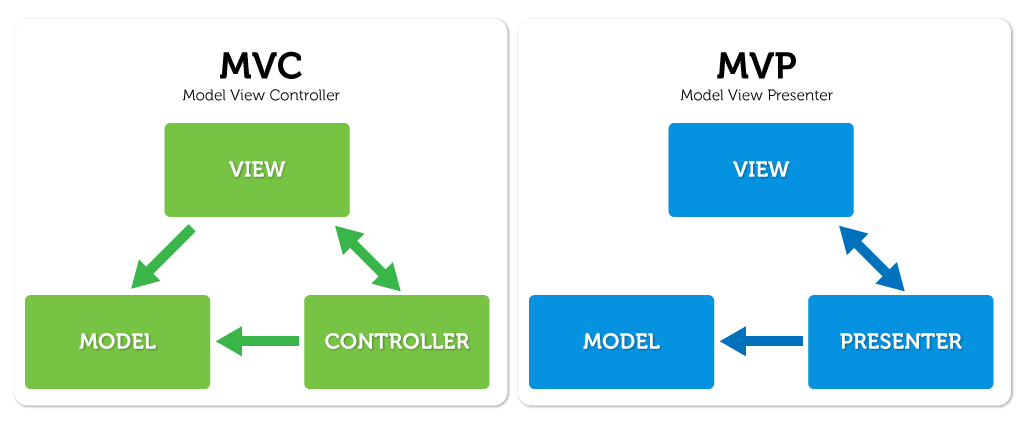 MVC
Model View Controller
VIEW
MODEL
CONTROLLER
MVP
Model View Presenter
VIEW
MODEL
PRESENTER